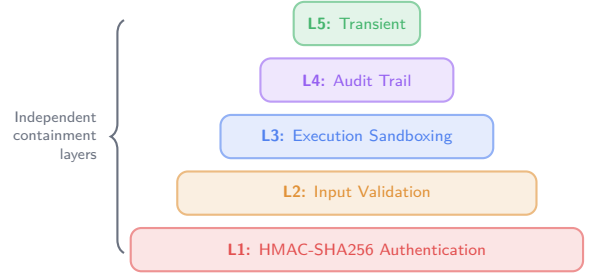 L5: Transient
L4: Audit Trail
Independent
containment
layers
L3: Execution Sandboxing
L2: Input Validation
L1: HMAC-SHA256 Authentication